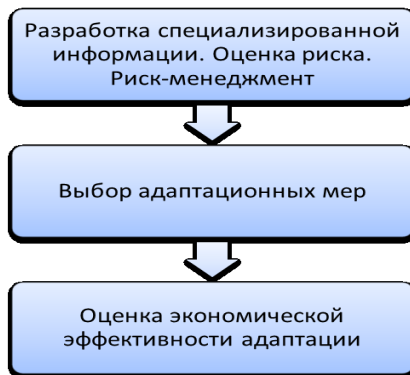 Разработка специализированной
информации. Оценка риска.
Риск-менеджмент
Выбор адаптационных мер
Оценка экономической
эффективности адаптации